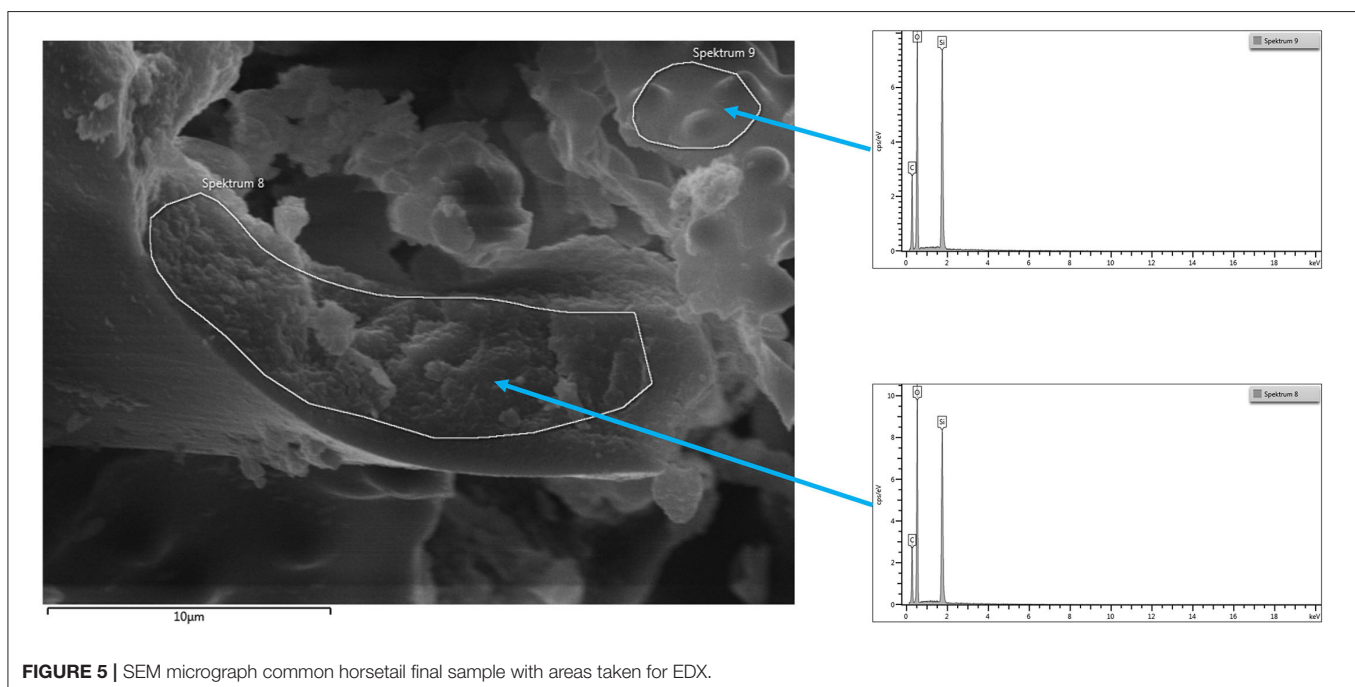 Spektrum 9
Spektrum 8
10µm
Spektrum 9
cps/eV
6
4
2
0
C
O
Si
0 2 4 6 8 10 12 14 16 18 keV
Spektrum 8
cps/eV
10
8
6
4
2
0
C
O
Si
0 2 4 6 8 10 12 14 16 18 keV
FIGURE 5 | SEM micrograph common horsetail final sample with areas taken for EDX.